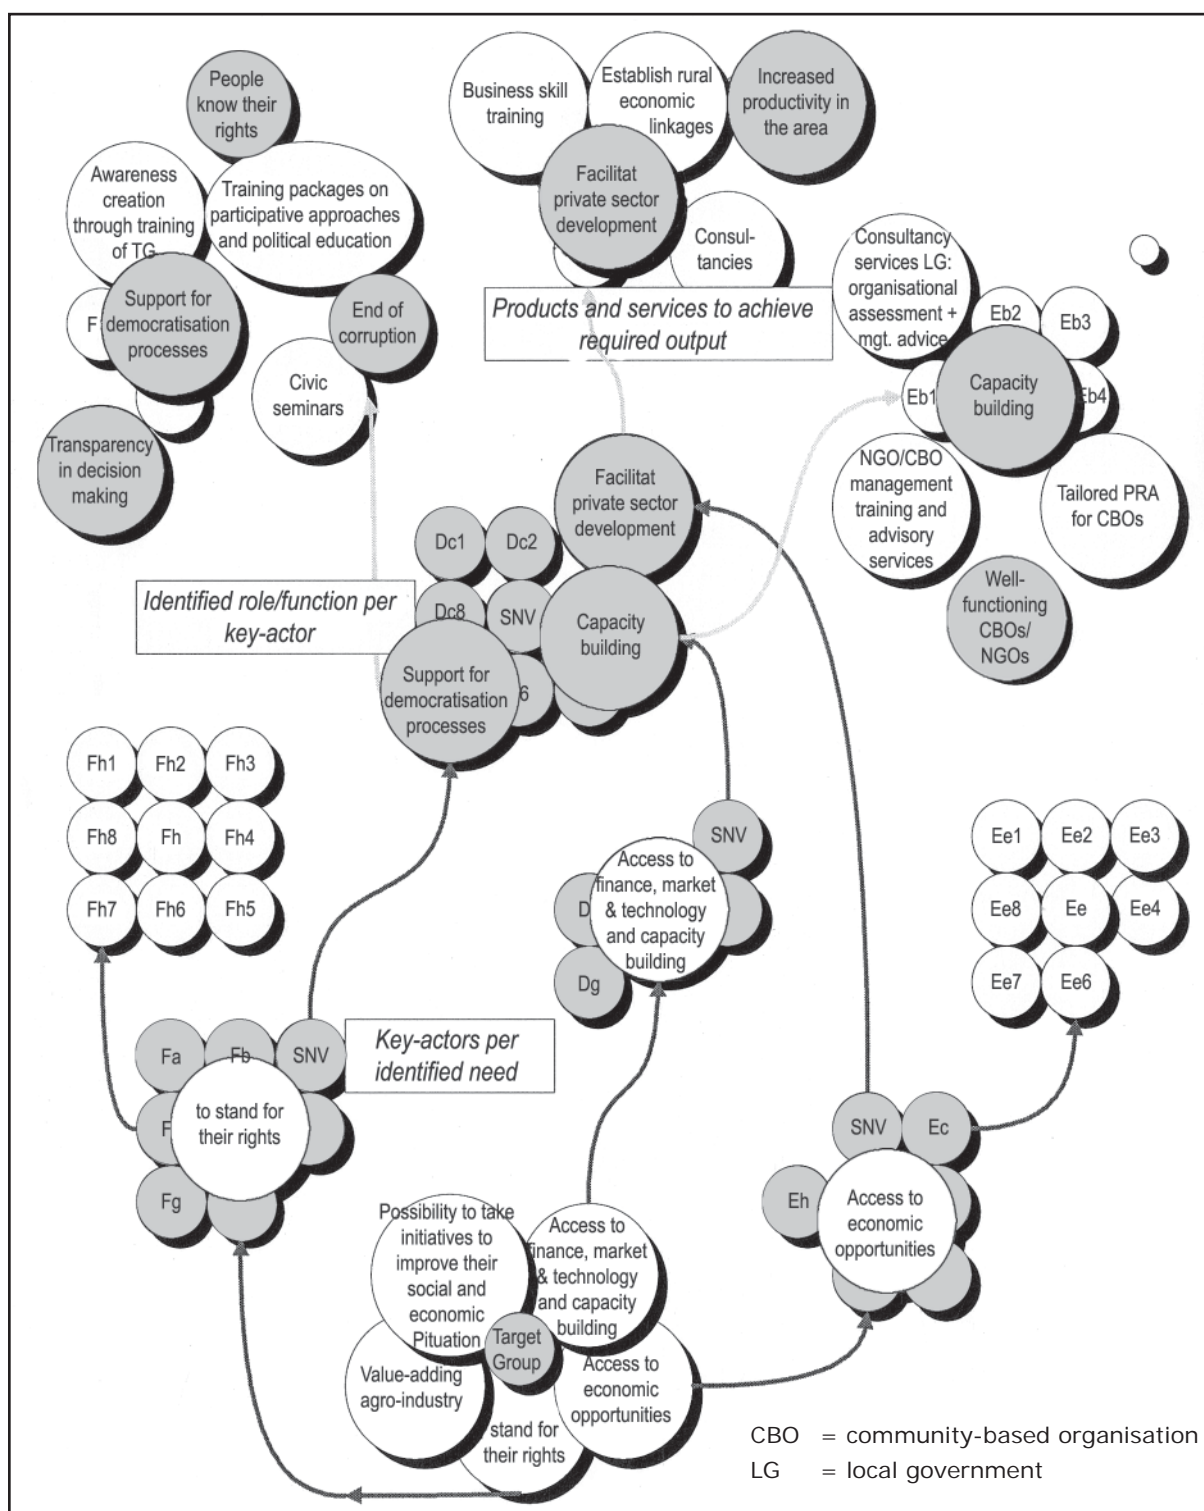 People
know their
rights
Awareness
creation
through training
of TG
Training packages on
participative approaches
and political education
F
Support for
democratisation
processes
End of
corruption
Civic
seminars
Transparency
in decision
making
Business skill
training
Establish rural
economic
linkages
Increased
productivity in
the area
Facilitat
private sector
development
Consul-
tancies
Products and services to achieve
required output
Consultancy
services LG:
organisational
assessment +
mgt. advice
Eb2
Eb3
Eb1
Capacity
building
Eb4
NGO/CBO
management
training and
advisory
services
Tailored PRA
for CBOs
Well-
functioning
CBOs/
NGOs
Facilitat
private sector
development
Dc1
Dc2
Identified role/function per
key-actor
Dc8
SNV
Capacity
building
Support for
democratisation
processes
6
Fh1
Fh2
Fh3
Fh8
Fh
Fh4
Fh7
Fh6
Fh5
SNV
Access to
finance, market
& technology
and capacity
building
D
Dg
Ee1
Ee2
Ee3
Ee8
Ee
Ee4
Ee7
Ee6
Fa
Fb
SNV
Key-actors per
identified need
F
to stand for
their rights
Fg
SNV
Ec
Eh
Access to
economic
opportunities
Possibility to take
initiatives to
improve their
social and
economic
Pituation
Access to
finance, market
& technology
and capacity
building
Target
Group
Value-adding
agro-industry
Access to
economic
opportunities
stand for
their rights
CBO = community-based organisation
LG = local government